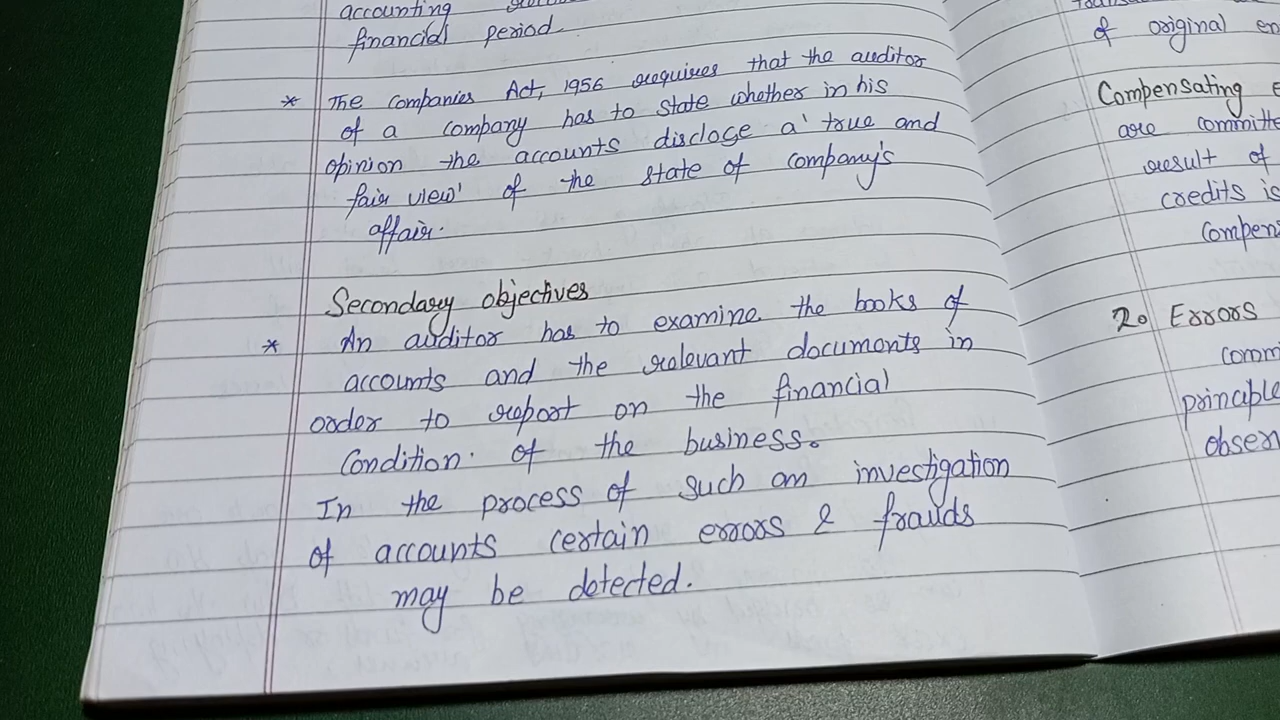 accounting
financial period.
* The companies Act, 1956 requires that the auditor
of a company has to state whether in his
opinion the accounts disclose a 'true and
fair view' of the state of company's
affair.
Secondary objectives
* An auditor has to examine the books of
accounts and the relevant documents in
order to report on the financial
Condition of the business.
In the process of such an investigation
of accounts certain errors & frauds
may be detected.
of original en
Compensating e
are committe
result of
credits is
Compen
2. Errors
comm
principle
obser